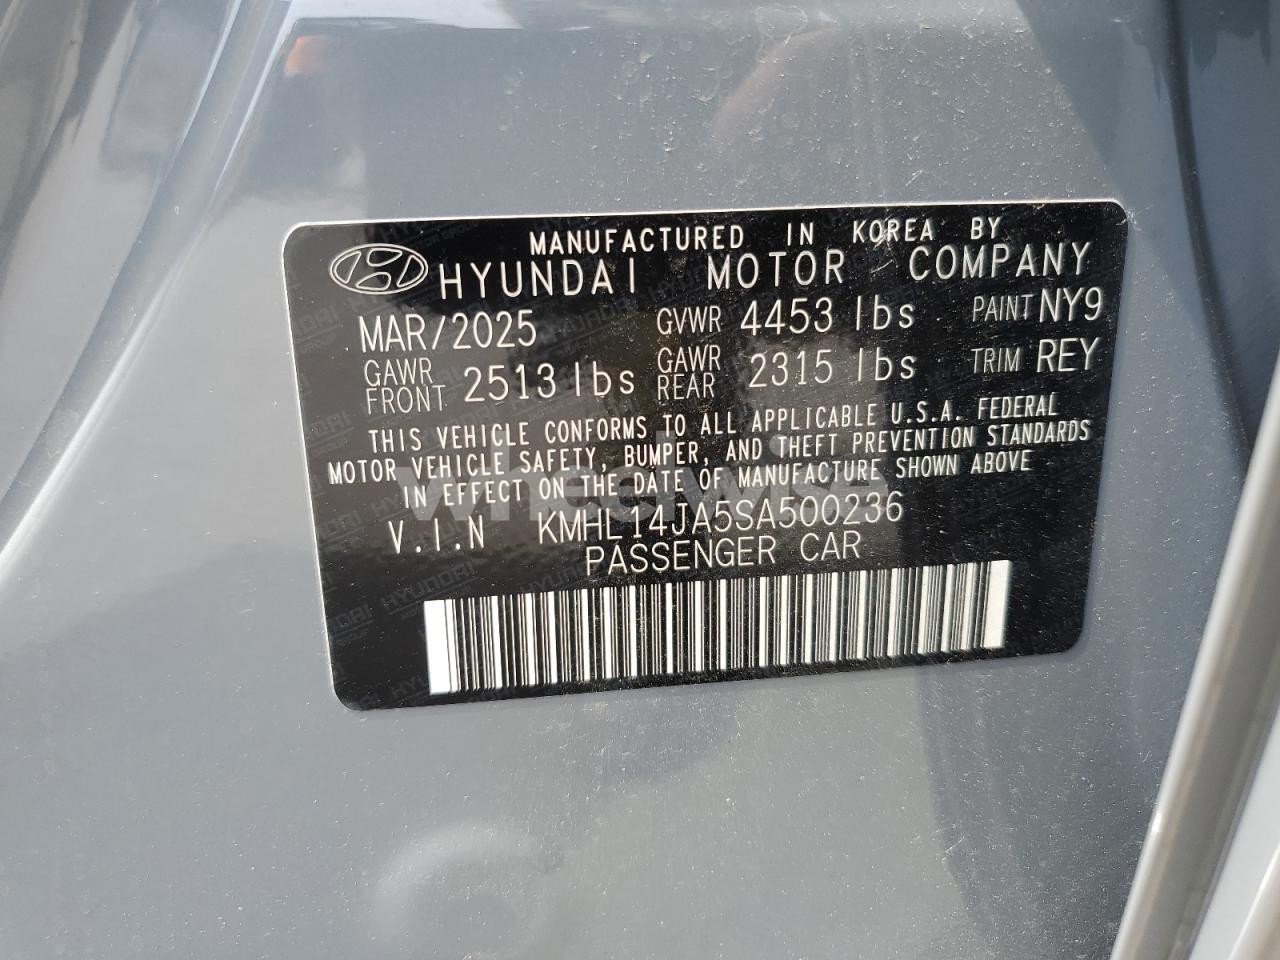 MANUFACTURED IN KOREA BY
HYUNDAI MOTOR COMPANY
MAR/2025 GVWR 4453 lbs PAINT NY9
GAWR FRONT 2513 lbs GAWR REAR 2315 lbs TRIM REY
THIS VEHICLE CONFORMS TO ALL APPLICABLE U.S.A. FEDERAL
MOTOR VEHICLE SAFETY, BUMPER, AND THEFT PREVENTION STANDARDS
IN EFFECT ON THE DATE OF MANUFACTURE SHOWN ABOVE
wheelwise
V.I.N KMHL14JA5SA500236
PASSENGER CAR